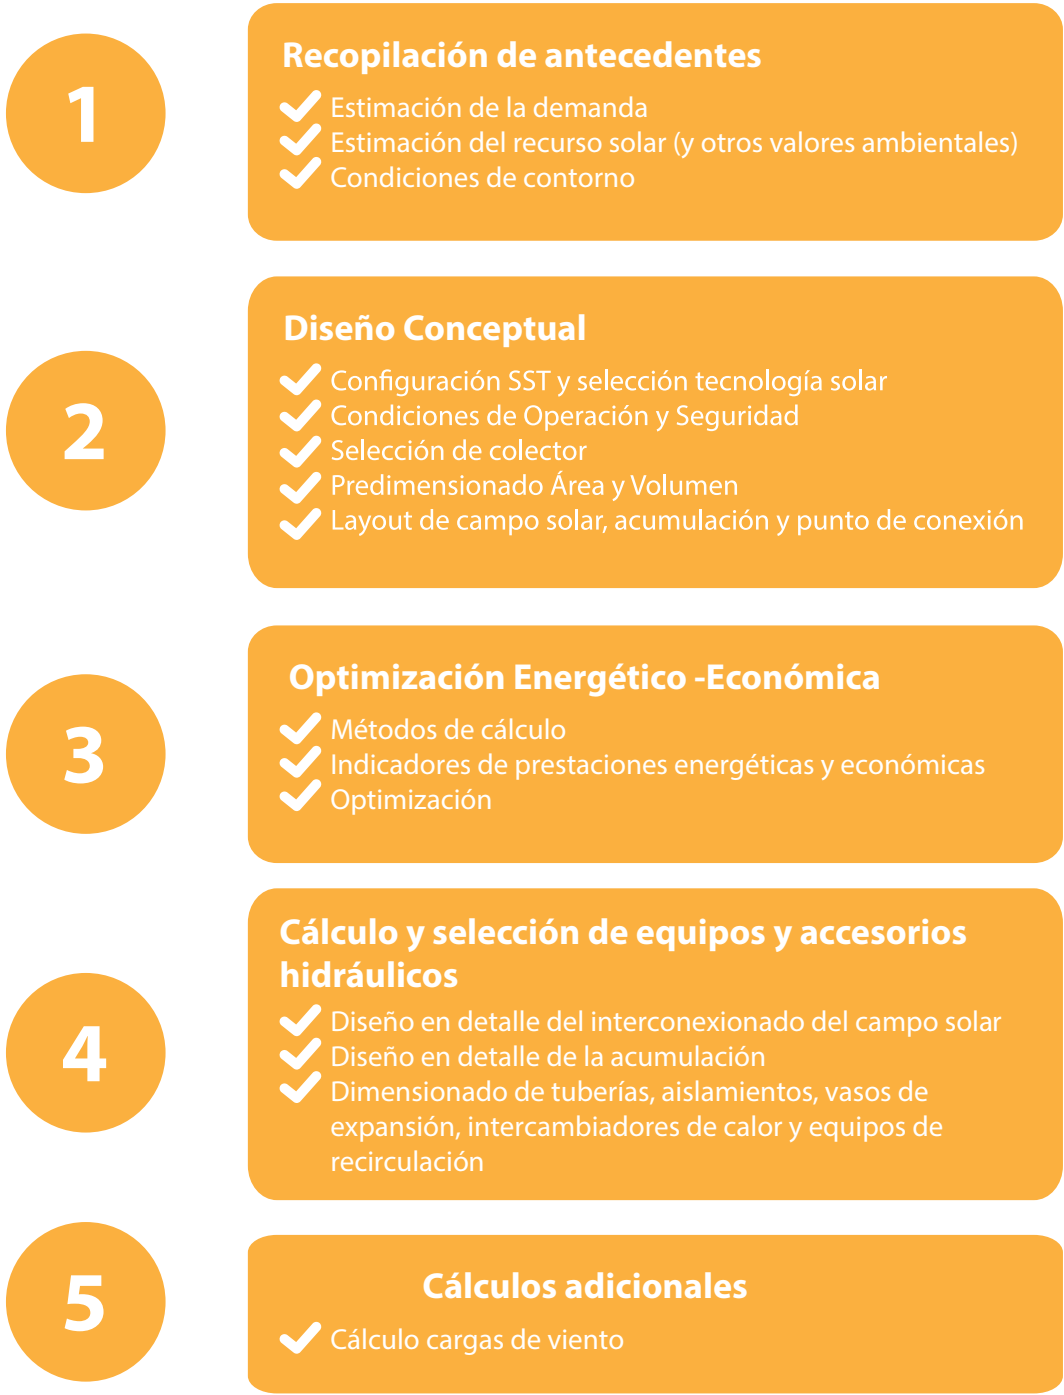 1
Recopilación de antecedentes
Estimación de la demanda
Estimación del recurso solar (y otros valores ambientales)
Condiciones de contorno
2
Diseño Conceptual
Configuración SST y selección tecnología solar
Condiciones de Operación y Seguridad
Selección de colector
Predimensionado Área y Volumen
Layout de campo solar, acumulación y punto de conexión
3
Optimización Energético -Económica
Métodos de cálculo
Indicadores de prestaciones energéticas y económicas
Optimización
4
Cálculo y selección de equipos y accesorios
hidráulicos
Diseño en detalle del interconexionado del campo solar
Diseño en detalle de la acumulación
Dimensionado de tuberías, aislamientos, vasos de
expansión, intercambiadores de calor y equipos de
recirculación
5
Cálculos adicionales
Cálculo cargas de viento